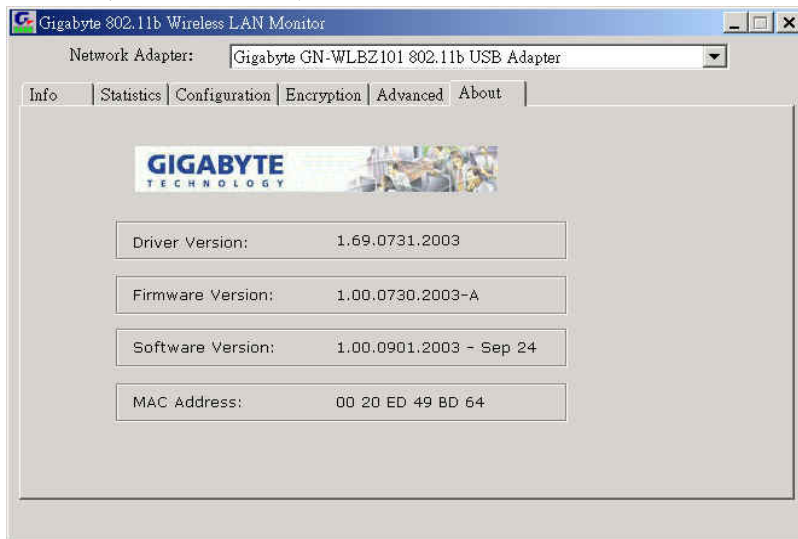 Gigabyte 802.11b Wireless LAN Monitor
Network Adapter: Gigabyte GN-WLBZ101 802.11b USB Adapter
Info Statistics Configuration Encryption Advanced About
GIGABYTE
TECHNOLOGY
Driver Version: 1.69.0731.2003
Firmware Version: 1.00.0730.2003-A
Software Version: 1.00.0901.2003 - Sep 24
MAC Address: 00 20 ED 49 BD 64